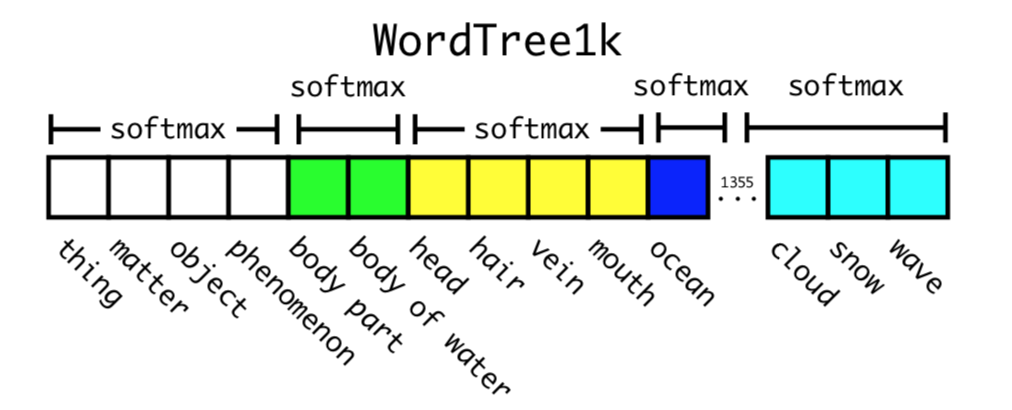 WordTree1k
softmax
softmax
softmax
softmax
softmax
1355
...
thing
matter
object
phenomenon
body part
body of water
head
hair
vein
mouth
ocean
cloud
snow
wave